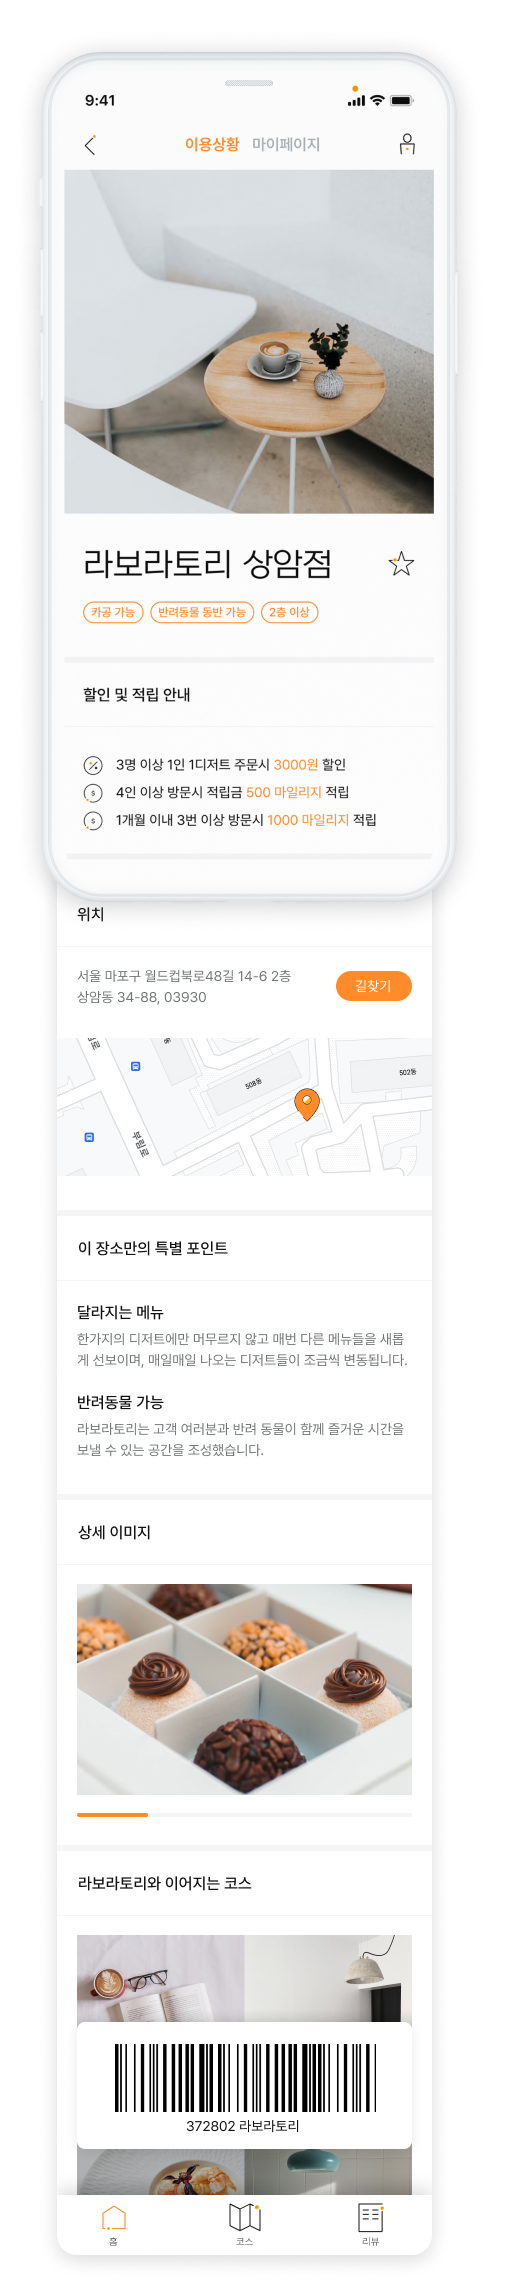 9:41
이용상황 마이페이지
라보라토리 상암점
카공 가능 반려동물 동반 가능 2층 이상
할인 및 적립 안내
3명 이상 1인 1디저트 주문시 3000원 할인
4인 이상 방문시 적립금 500 마일리지 적립
1개월 이내 3번 이상 방문시 1000 마일리지 적립
위치
서울 마포구 월드컵북로48길 14-6 2층
상암동 34-88, 03930
길찾기
508동
502동
부림로
이 장소만의 특별 포인트
달라지는 메뉴
한가지의 디저트에만 머무르지 않고 매번 다른 메뉴들을 새롭
게 선보이며, 매일매일 나오는 디저트들이 조금씩 변동됩니다.
반려동물 가능
라보라토리는 고객 여러분과 반려 동물이 함께 즐거운 시간을
보낼 수 있는 공간을 조성했습니다.
상세 이미지
라보라토리와 이어지는 코스
372802 라보라토리
홈 코스 리뷰